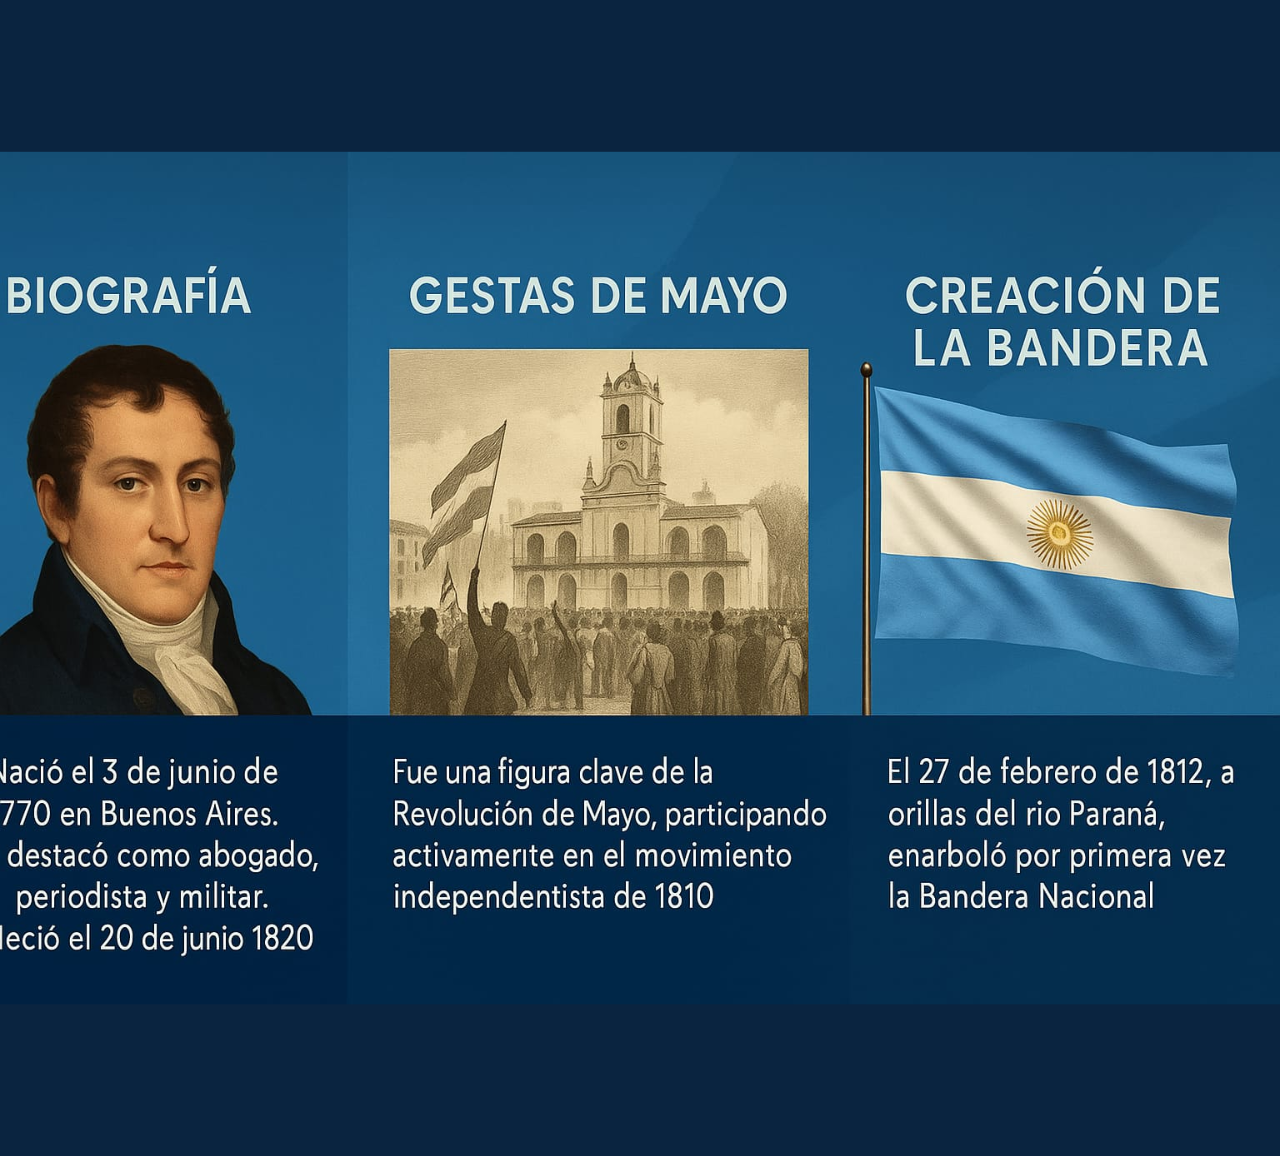 BIOGRAFÍA
Nació el 3 de junio de
770 en Buenos Aires.
destacó como abogado,
periodista y militar.
leció el 20 de junio 1820
GESTAS DE MAYO
Fue una figura clave de la
Revolución de Mayo, participando
activamente en el movimiento
independentista de 1810
CREACIÓN DE
LA BANDERA
El 27 de febrero de 1812, a
orillas del rio Paraná,
enarboló por primera vez
la Bandera Nacional